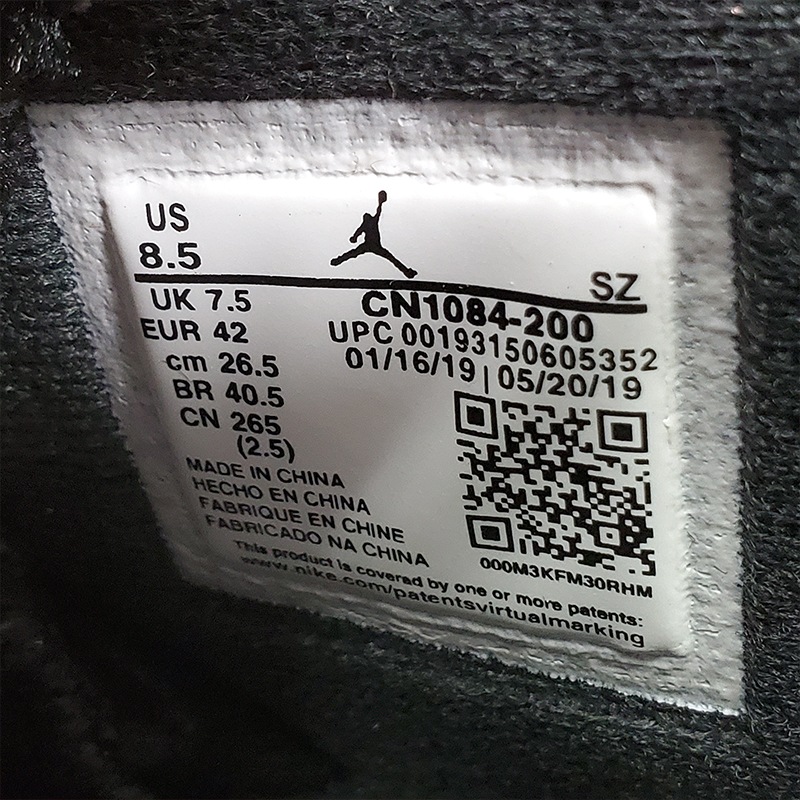 US
8.5
SZ
UK 7.5
EUR 42
cm 26.5
BR 40.5
CN 265
(2.5)
CN1084-200
UPC 00193150605352
01/16/19 | 05/20/19
MADE IN CHINA
HECHO EN CHINA
FABRIQUE EN CHINE
FABRICADO NA CHINA
000M3KFM30RHM
This product is covered by one or more patents:
www.nike.com/patentsvirtualmarking